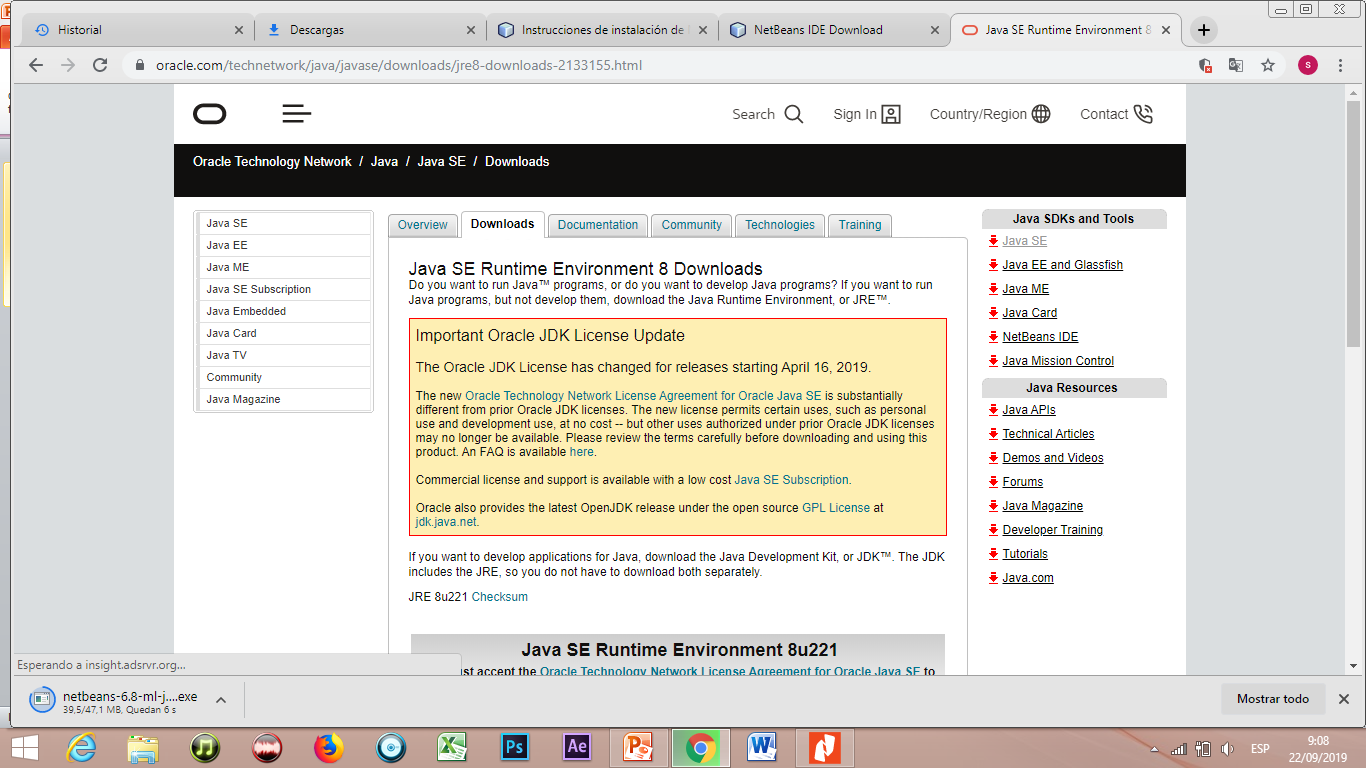 Historial
Descargas
Instrucciones de instalación de
NetBeans IDE Download
Java SE Runtime Environment 8
oracle.com/technetwork/java/javase/downloads/jre8-downloads-2133155.html
s
Search
Sign In
Country/Region
Contact
Oracle Technology Network / Java / Java SE / Downloads
Java SE
Java EE
Java ME
Java SE Subscription
Java Embedded
Java Card
Java TV
Community
Java Magazine
Overview
Downloads
Documentation
Community
Technologies
Training
Java SE Runtime Environment 8 Downloads
Do you want to run Java™ programs, or do you want to develop Java programs? If you want to run
Java programs, but not develop them, download the Java Runtime Environment, or JRE™.
Important Oracle JDK License Update
The Oracle JDK License has changed for releases starting April 16, 2019.
The new Oracle Technology Network License Agreement for Oracle Java SE is substantially
different from prior Oracle JDK licenses. The new license permits certain uses, such as personal
use and development use, at no cost -- but other uses authorized under prior Oracle JDK licenses
may no longer be available. Please review the terms carefully before downloading and using this
product. An FAQ is available here.
Commercial license and support is available with a low cost Java SE Subscription.
Oracle also provides the latest OpenJDK release under the open source GPL License at
jdk.java.net.
If you want to develop applications for Java, download the Java Development Kit, or JDK™. The JDK
includes the JRE, so you do not have to download both separately.
JRE 8u221 Checksum
Java SE Runtime Environment 8u221
st accept the Oracle Technology Network License Agreement for Oracle Java SE to
Java SDKs and Tools
Java SE
Java EE and Glassfish
Java ME
Java Card
NetBeans IDE
Java Mission Control
Java Resources
Java APIs
Technical Articles
Demos and Videos
Forums
Java Magazine
Developer Training
Tutorials
Java.com
Esperando a insight.adsrvr.org...
netbeans-6.8-ml-j....exe
39,5/47,1 MB, Quedan 6 s
Mostrar todo
Ps
Ae
ESP
9:08
22/09/2019